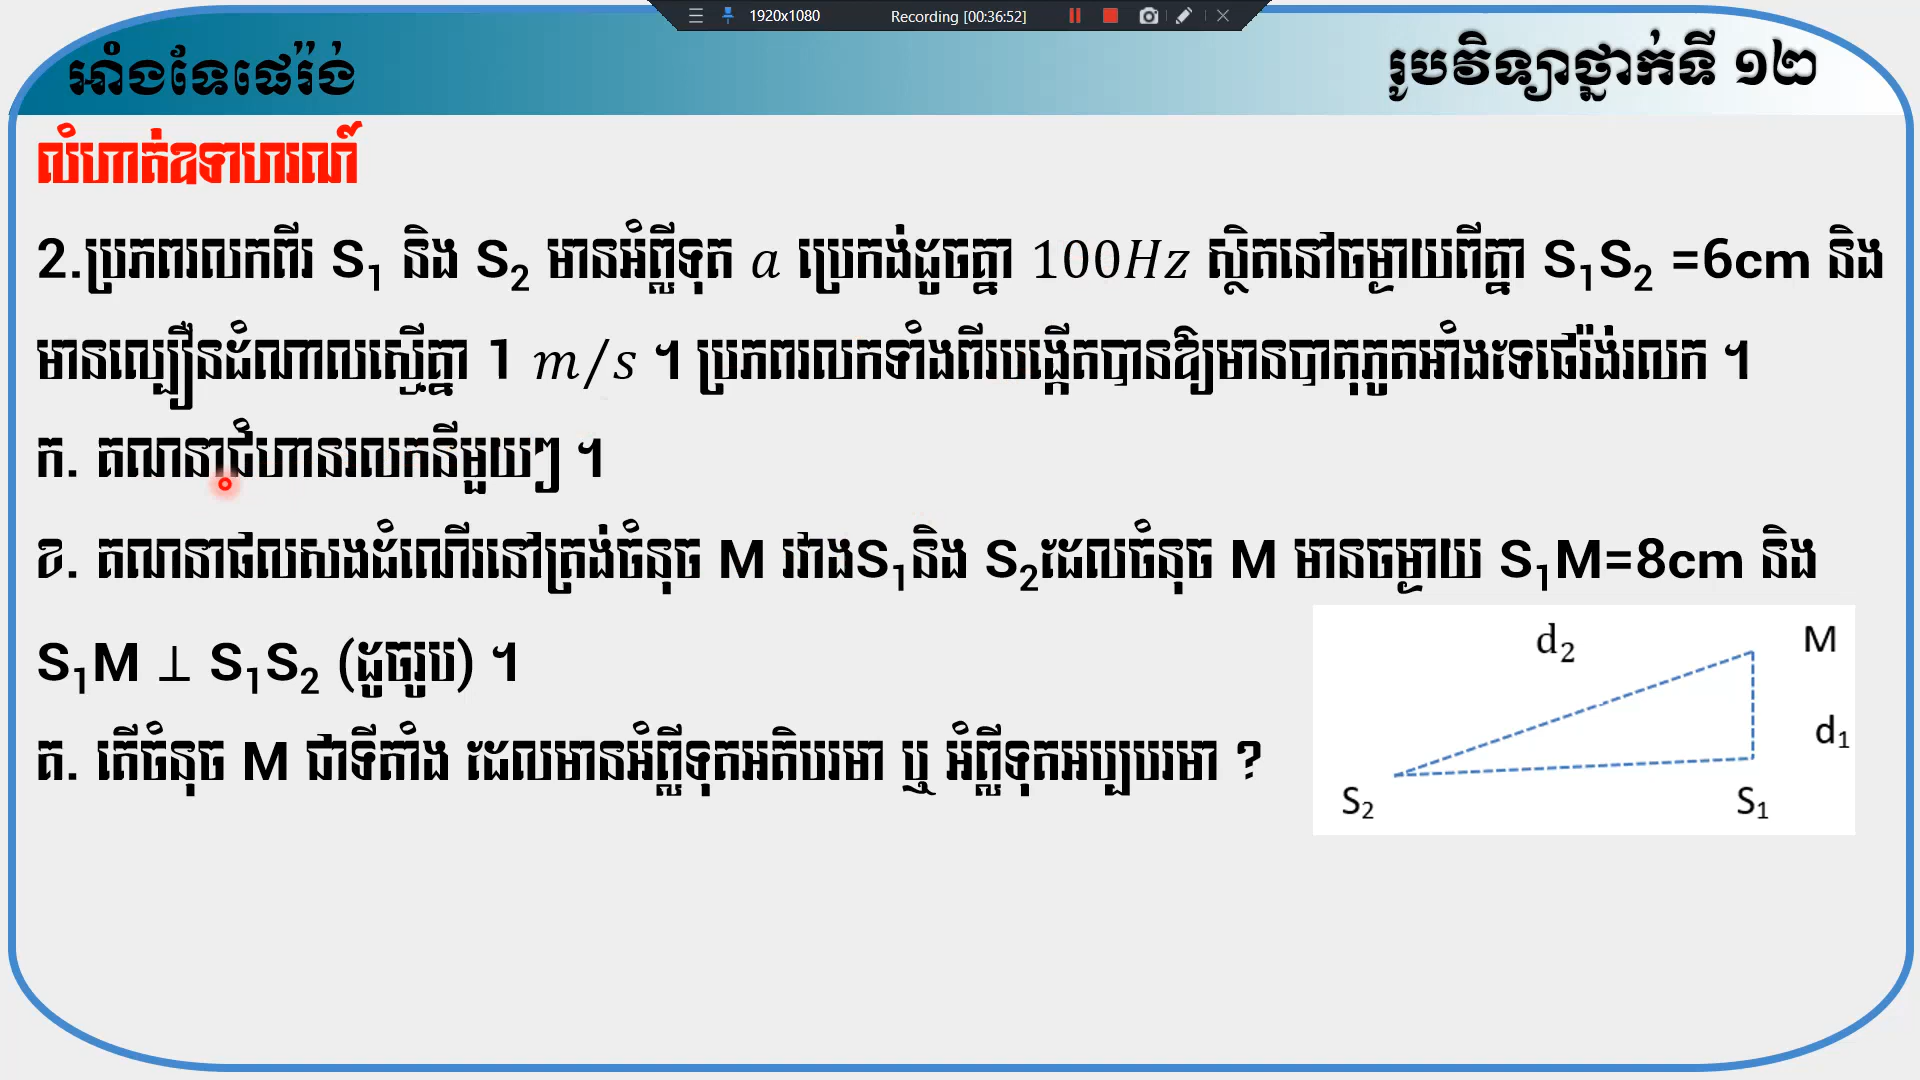 1920x1080 Recording [00:36:52]
អាំងទែផេរ៉ង់ រូបវិទ្យាថ្នាក់ទី ១២
លំហាត់ឧទាហរណ៍
2.ប្រភពរលកពីរ S₁ និង S₂ មានអំព្លីទុត a ប្រេកង់ដូចគ្នា 100Hz ស្ថិតនៅចម្ងាយពីគ្នា S₁S₂ =6cm និង
មានល្បឿនដំណាលស្មើគ្នា 1 m/s ។ ប្រភពរលកទាំងពីរបង្កើតបានឱ្យមានបាតុភូតអាំងទែផេរ៉ង់រលក ។
ក. គណនាជំហានរលកនីមួយៗ ។
ខ. គណនាផលសងដំណើរនៅត្រង់ចំនុច M រវាងS₁និង S₂ដែលចំនុច M មានចម្ងាយ S₁M=8cm និង
S₁M ⊥ S₁S₂ (ដូចរូប) ។
គ. តើចំនុច M ជាទីតាំង ដែលមានអំព្លីទុតអតិបរមា ឬ អំព្លីទុតអប្បបរមា ?
d₂ M
d₁
S₂ S₁